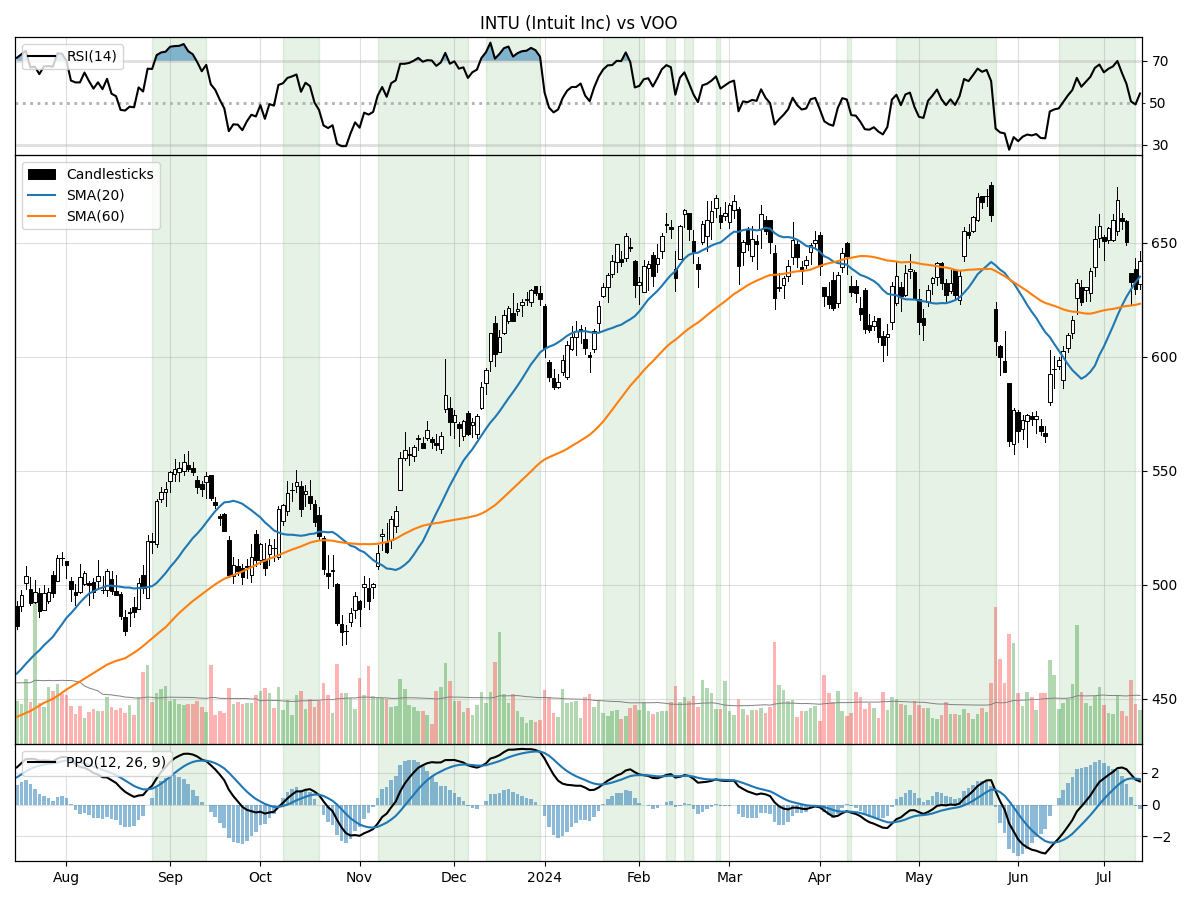 INTU (Intuit Inc) vs VOO
RSI(14)
70
50
30
Candlesticks
SMA(20)
SMA(60)
650
600
550
500
450
PPO(12, 26, 9)
2
0
−2
Aug Sep Oct Nov Dec 2024 Feb Mar Apr May Jun Jul